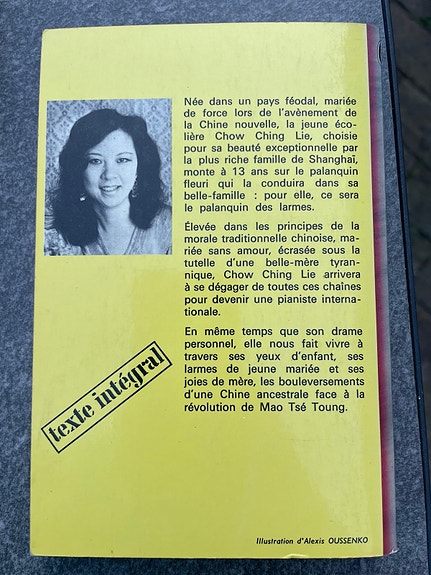 Née dans un pays féodal, mariée
de force lors de l'avènement de
la Chine nouvelle, la jeune éco-
lière Chow Ching Lie, choisie
pour sa beauté exceptionnelle par
la plus riche famille de Shanghaï,
monte à 13 ans sur le palanquin
fleuri qui la conduira dans sa
belle-famille : pour elle, ce sera
le palanquin des larmes.
Élevée dans les principes de la
morale traditionnelle chinoise, ma-
riée sans amour, écrasée sous la
tutelle d'une belle-mère tyran-
nique, Chow Ching Lie arrivera
à se dégager de toutes ces chaînes
pour devenir une pianiste interna-
tionale.
En même temps que son drame
personnel, elle nous fait vivre à
travers ses yeux d'enfant, ses
larmes de jeune mariée et ses
joies de mère, les bouleversements
d'une Chine ancestrale face à la
révolution de Mao Tsé Toung.
texte intégral
Illustration d'Alexis OUSSENKO